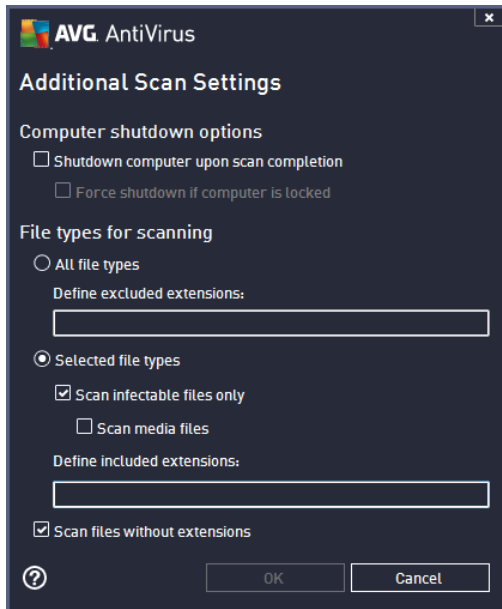 AVG. AntiVirus
Additional Scan Settings
Computer shutdown options
Shutdown computer upon scan completion
Force shutdown if computer is locked
File types for scanning
All file types
Define excluded extensions:
Selected file types
Scan infectable files only
Scan media files
Define included extensions:
Scan files without extensions
OK
Cancel